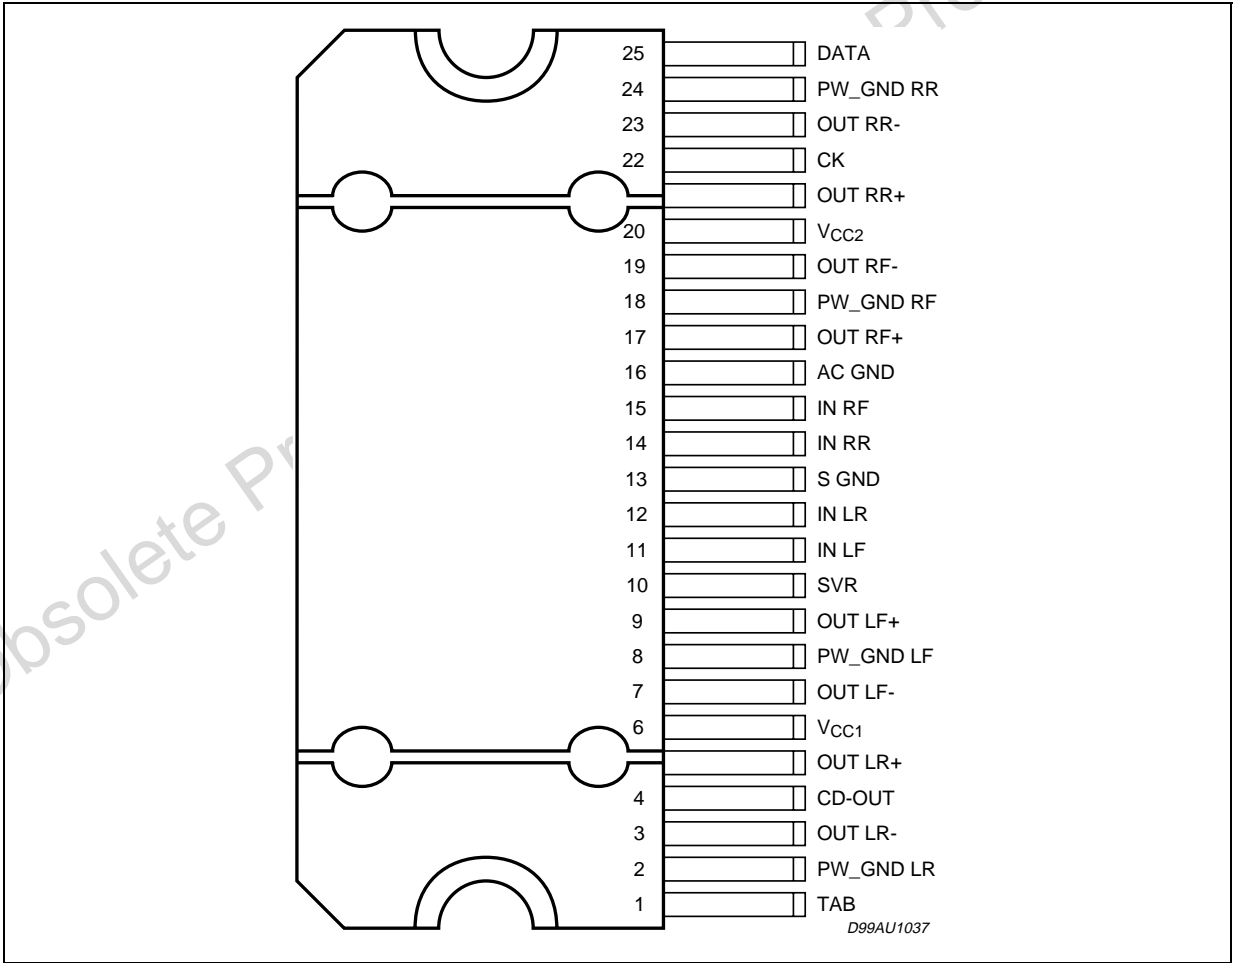 25 DATA
24 PW_GND RR
23 OUT RR-
22 CK
OUT RR+
20 VCC2
19 OUT RF-
18 PW_GND RF
17 OUT RF+
16 AC GND
15 IN RF
14 IN RR
13 S GND
12 IN LR
11 IN LF
10 SVR
9 OUT LF+
8 PW_GND LF
7 OUT LF-
6 VCC1
OUT LR+
4 CD-OUT
3 OUT LR-
2 PW_GND LR
1 TAB
D99AU1037